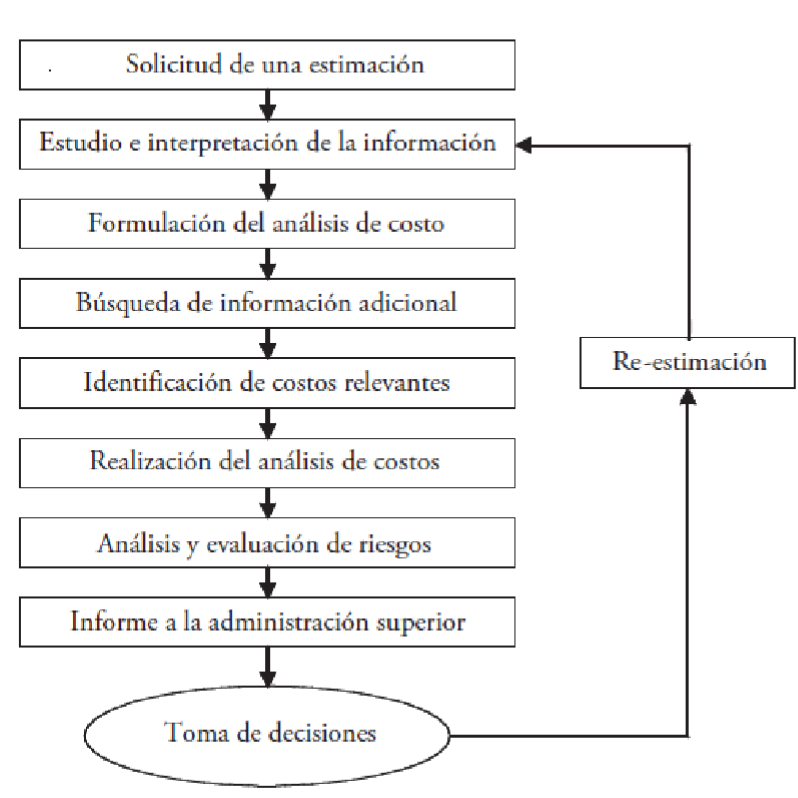 Solicitud de una estimación
Estudio e interpretación de la información
Formulación del análisis de costo
Búsqueda de información adicional
Identificación de costos relevantes
Re-estimación
Realización del análisis de costos
Análisis y evaluación de riesgos
Informe a la administración superior
Toma de decisiones